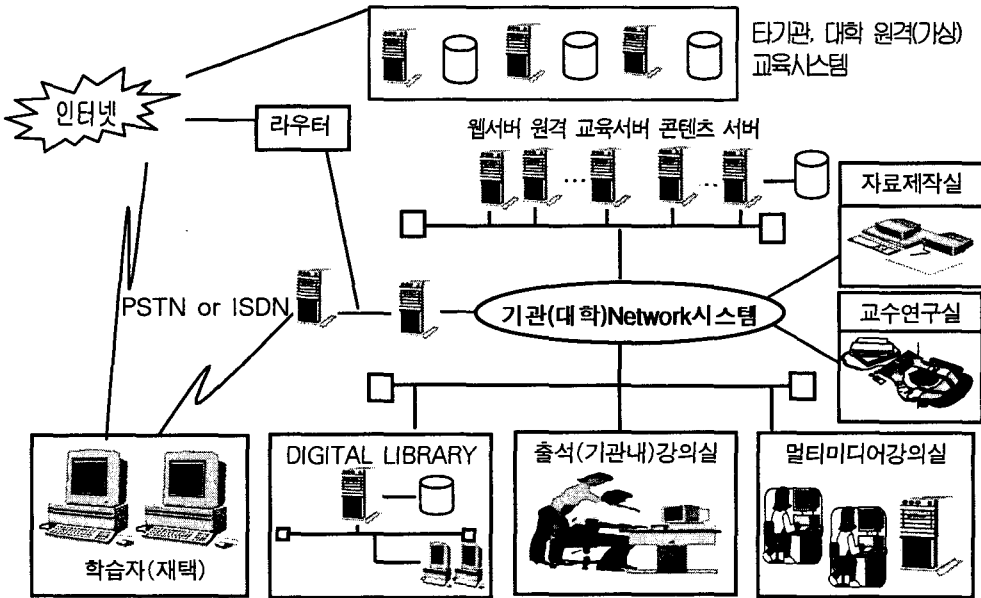 타기관, 대학 원격(가상)
교육시스템
인터넷
라우터
웹서버 원격 교육서버 콘텐츠 서버
자료제작실
PSTN or ISDN
기관(대학)Network시스템
교수연구실
DIGITAL LIBRARY
출석(기관내)강의실
멀티미디어강의실
학습자(재택)